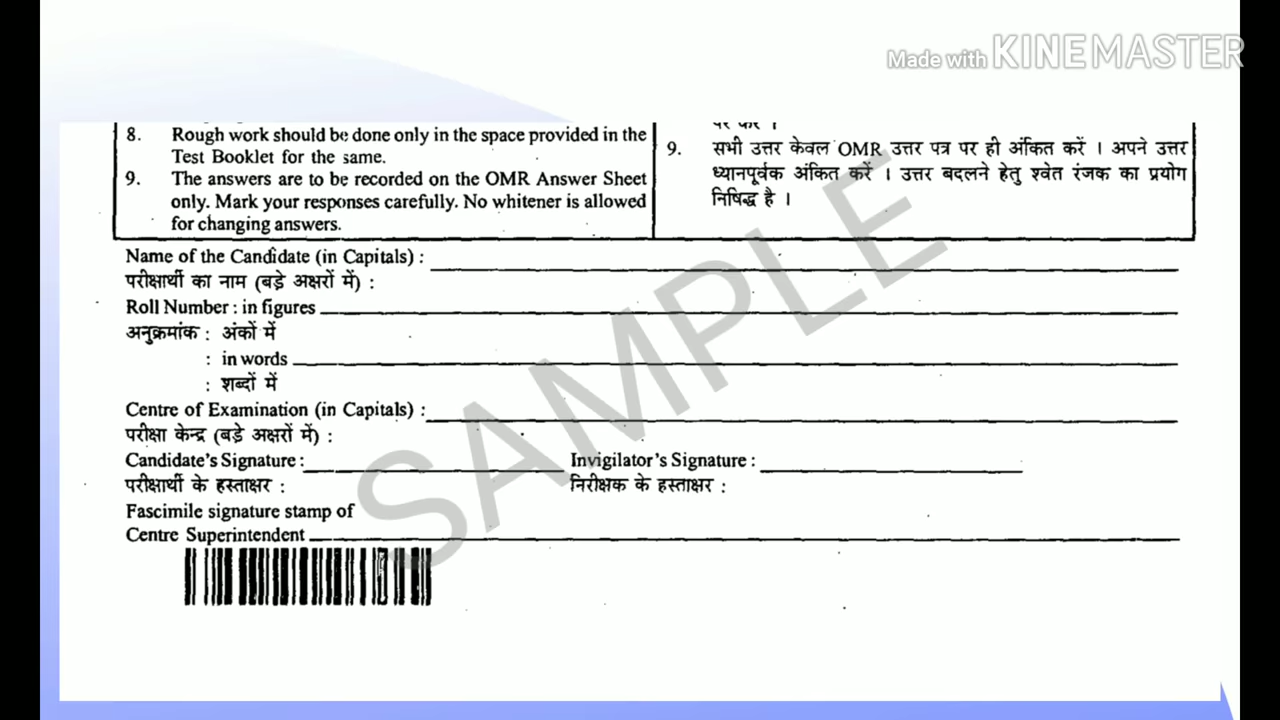 Made with KINEMASTER
8. Rough work should be done only in the space provided in the
Test Booklet for the same.
9. The answers are to be recorded on the OMR Answer Sheet
only. Mark your responses carefully. No whitener is allowed
for changing answers.
पर करें ।
9. सभी उत्तर केवल OMR उत्तर पत्र पर ही अंकित करें । अपने उत्तर
ध्यानपूर्वक अंकित करें । उत्तर बदलने हेतु श्वेत रंजक का प्रयोग
निषिद्ध है ।
Name of the Candidate (in Capitals) :
परीक्षार्थी का नाम (बड़े अक्षरों में) :
Roll Number : in figures
अनुक्रमांक : अंकों में
: in words
: शब्दों में
Centre of Examination (in Capitals) :
परीक्षा केन्द्र (बड़े अक्षरों में) :
Candidate's Signature : Invigilator's Signature :
परीक्षार्थी के हस्ताक्षर : निरीक्षक के हस्ताक्षर :
Fascimile signature stamp of
Centre Superintendent
SAMPLE